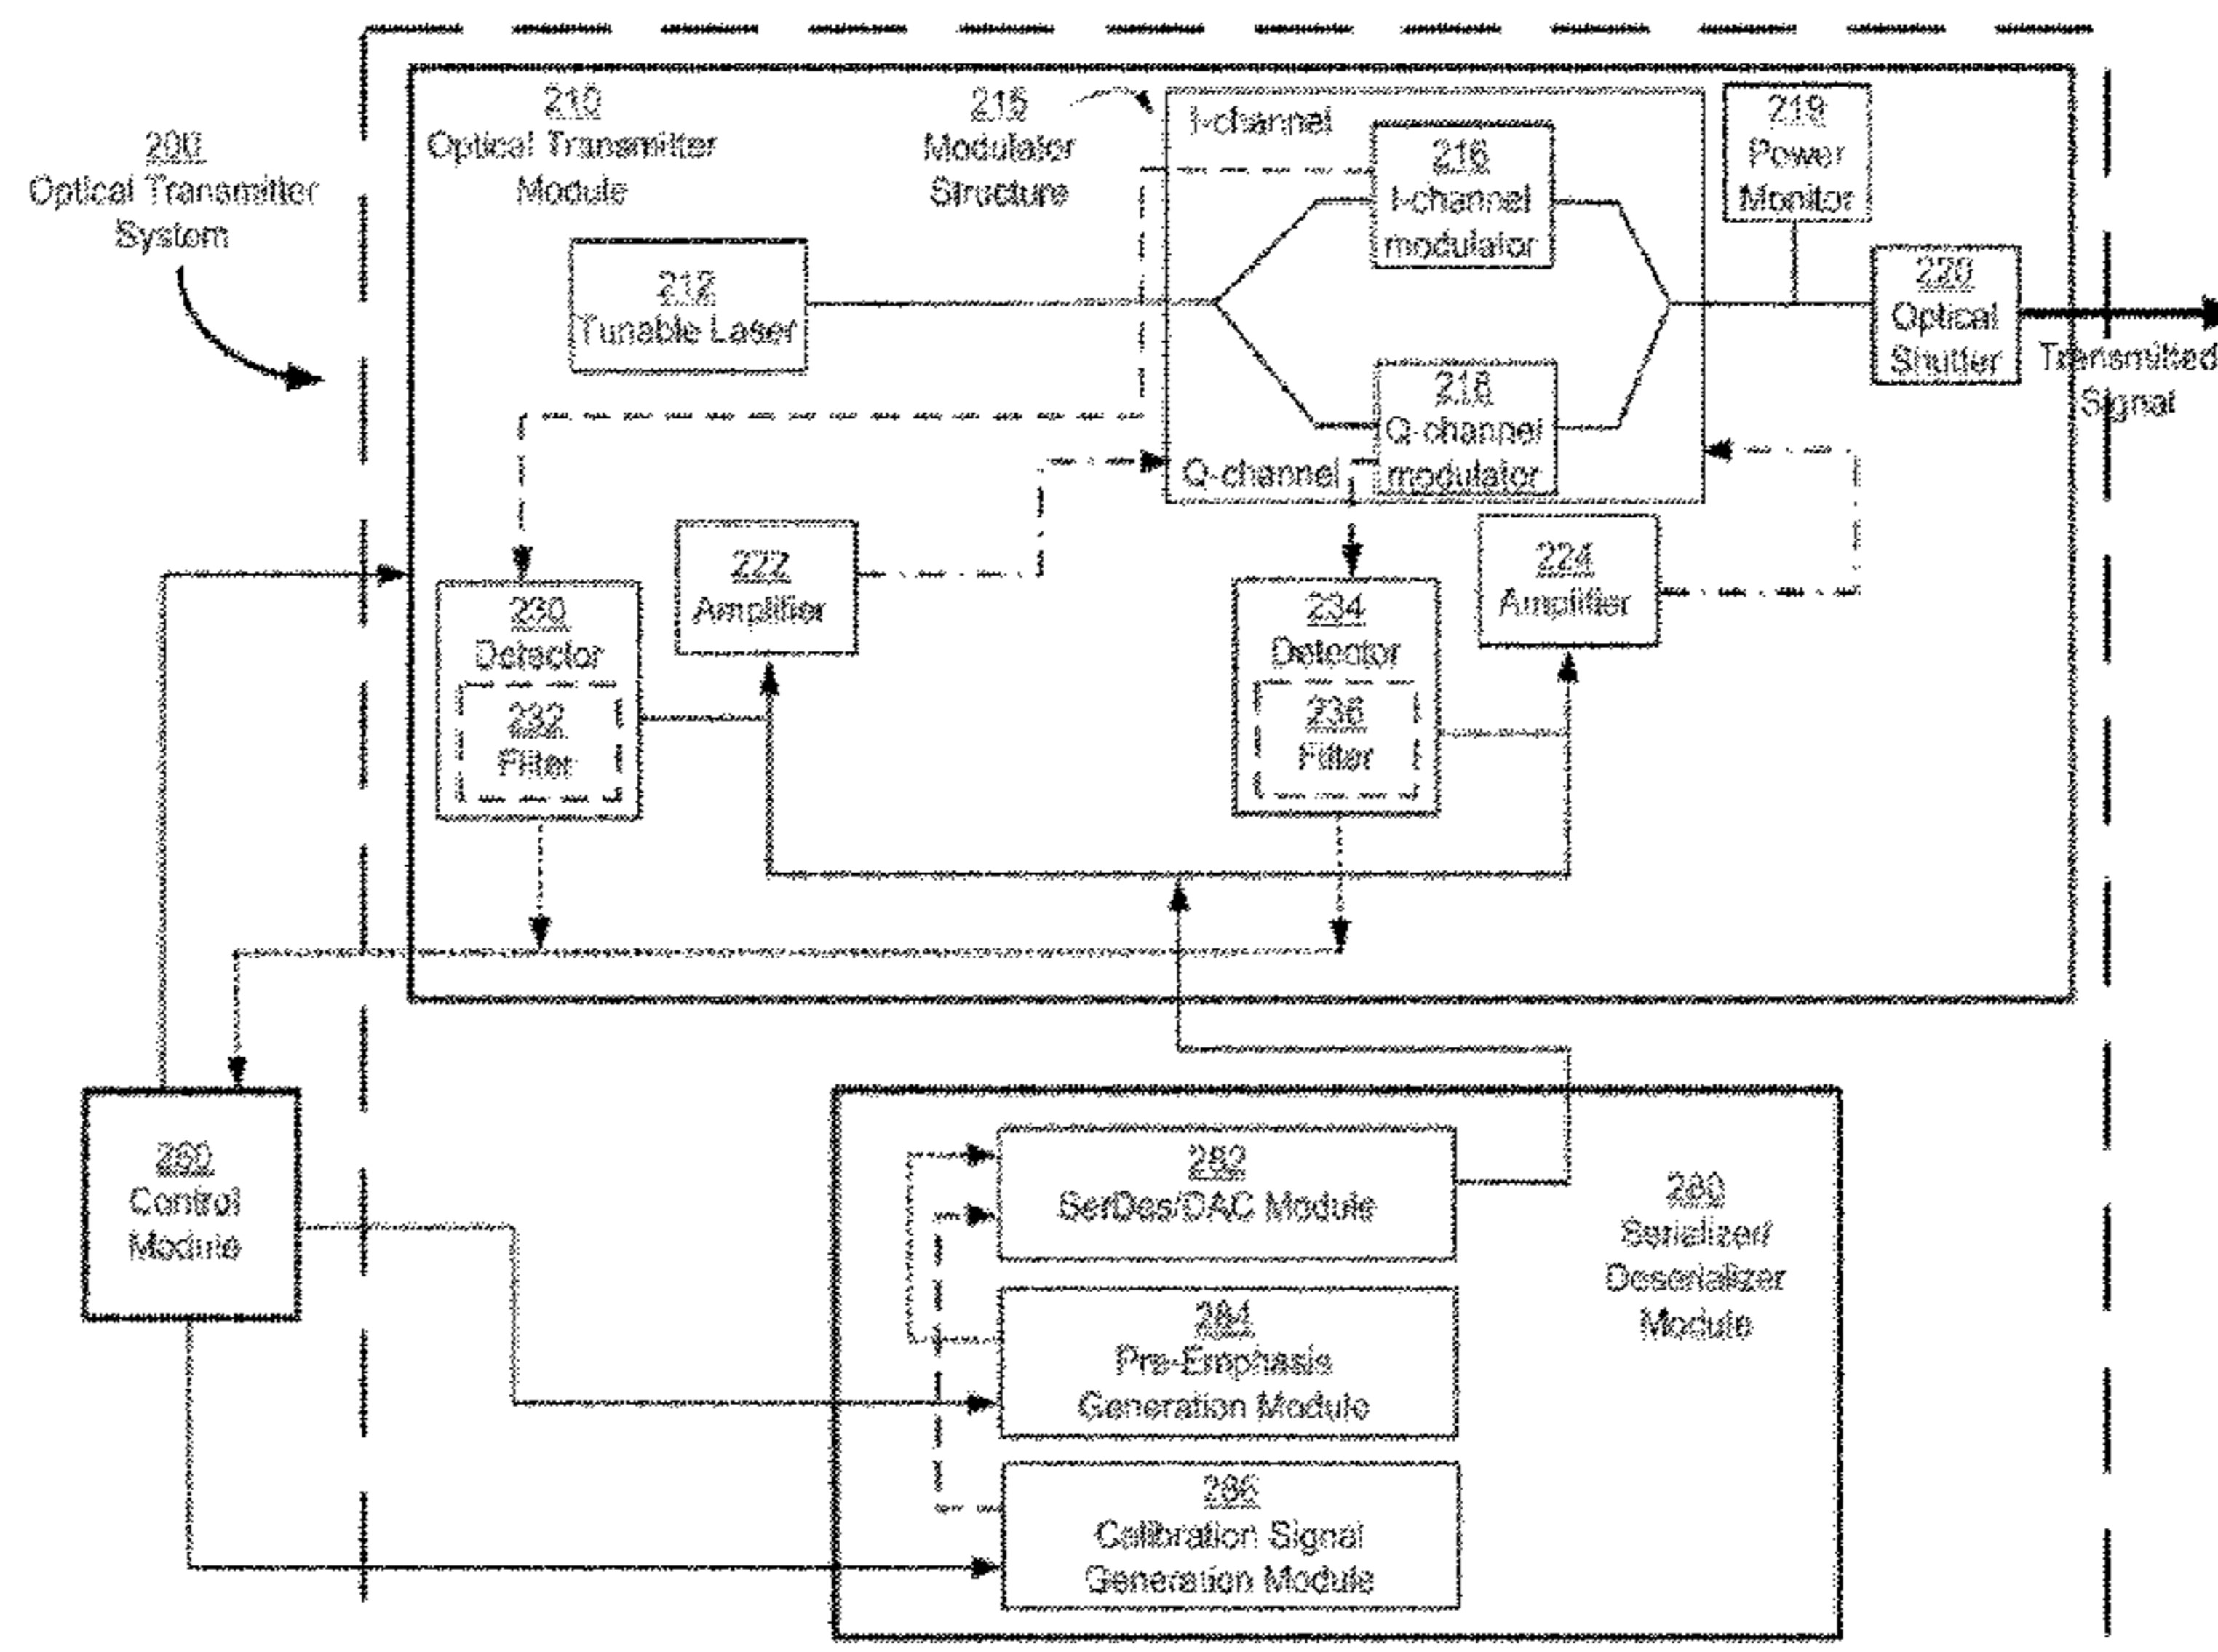 200
Optical Transmitter
System
210
Optical Transmitter
Module
215
Modulator
Structure
I-channel
216
I-channel
modulator
219
Power
Monitor
212
Tunable Laser
220
Optical
Shutter
Transmitted
Signal
218
Q-channel
modulator
Q-channel
230
Detector
232
Filter
222
Amplifier
234
Detector
236
Filter
224
Amplifier
260
Control
Module
282
SerDes/DAC Module
280
Serializer/
Deserializer
Module
284
Pre-Emphasis
Generation Module
286
Calibration Signal
Generation Module